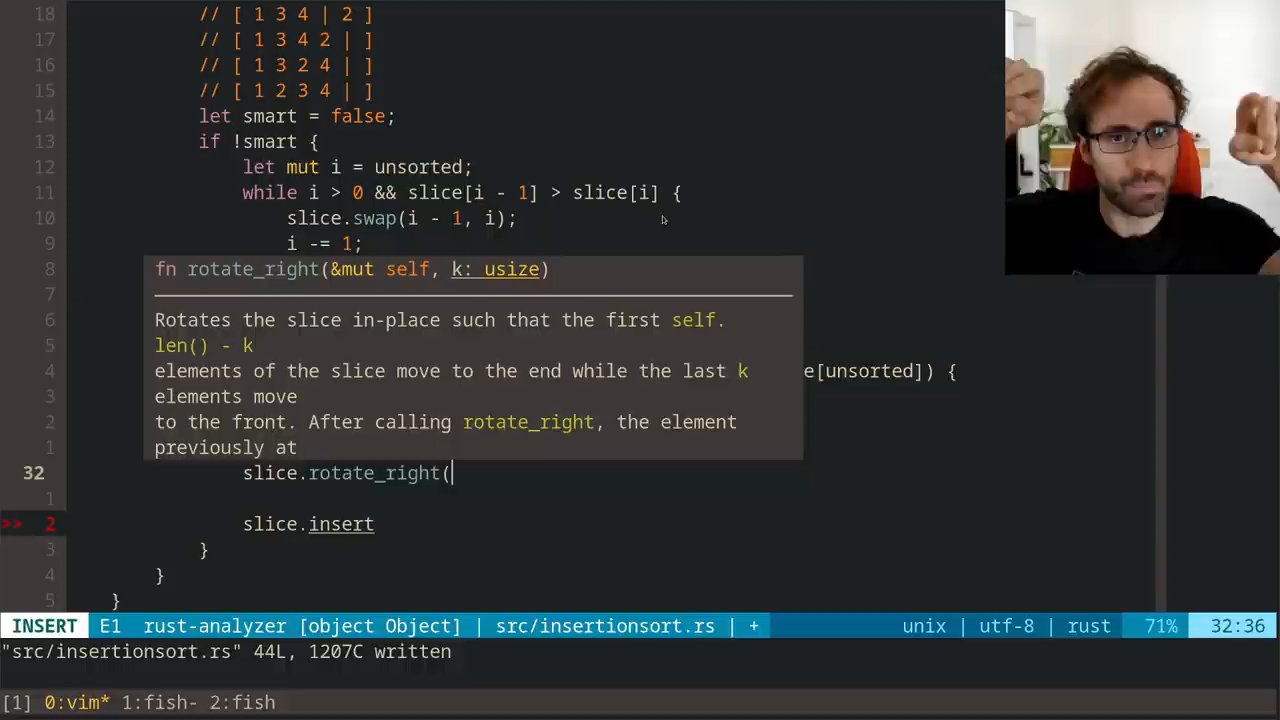 18 // [ 1 3 4 | 2 ]
17 // [ 1 3 4 2 | ]
16 // [ 1 3 2 4 | ]
15 // [ 1 2 3 4 | ]
14 let smart = false;
13 if !smart {
12 let mut i = unsorted;
11 while i > 0 && slice[i - 1] > slice[i] {
10 slice.swap(i - 1, i);
9 i -= 1;
8 fn rotate_right(&mut self, k: usize)
7
6 Rotates the slice in-place such that the first self.
5 len() - k
4 elements of the slice move to the end while the last k e[unsorted]) {
3 elements move
2 to the front. After calling rotate_right, the element
1 previously at
32 slice.rotate_right(
1
>> 2 slice.insert
3 }
4 }
5 }
INSERT E1 rust-analyzer [object Object] | src/insertionsort.rs | + unix | utf-8 | rust 71% 32:36
"src/insertionsort.rs" 44L, 1207C written
[1] 0:vim* 1:fish- 2:fish